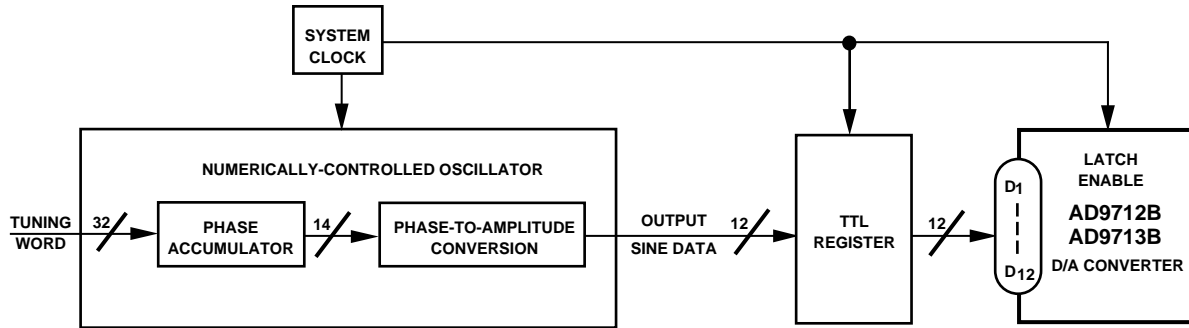 SYSTEM
CLOCK
NUMERICALLY-CONTROLLED OSCILLATOR
TUNING
WORD
32
PHASE
ACCUMULATOR
14
PHASE-TO-AMPLITUDE
CONVERSION
OUTPUT
SINE DATA
12
TTL
REGISTER
12
D1
D12
LATCH
ENABLE
AD9712B
AD9713B
D/A CONVERTER